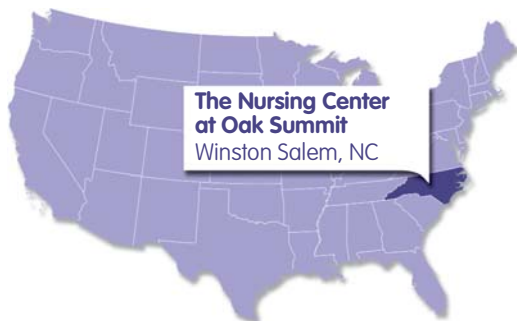 The Nursing Center
at Oak Summit
Winston Salem, NC